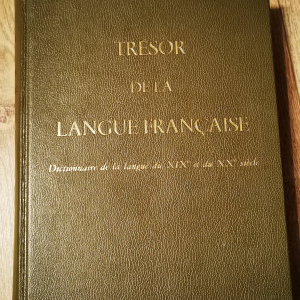 TRÉSOR
DE LA
LANGUE FRANÇAISE
Dictionnaire de la langue du XIXe et du XXe siècle